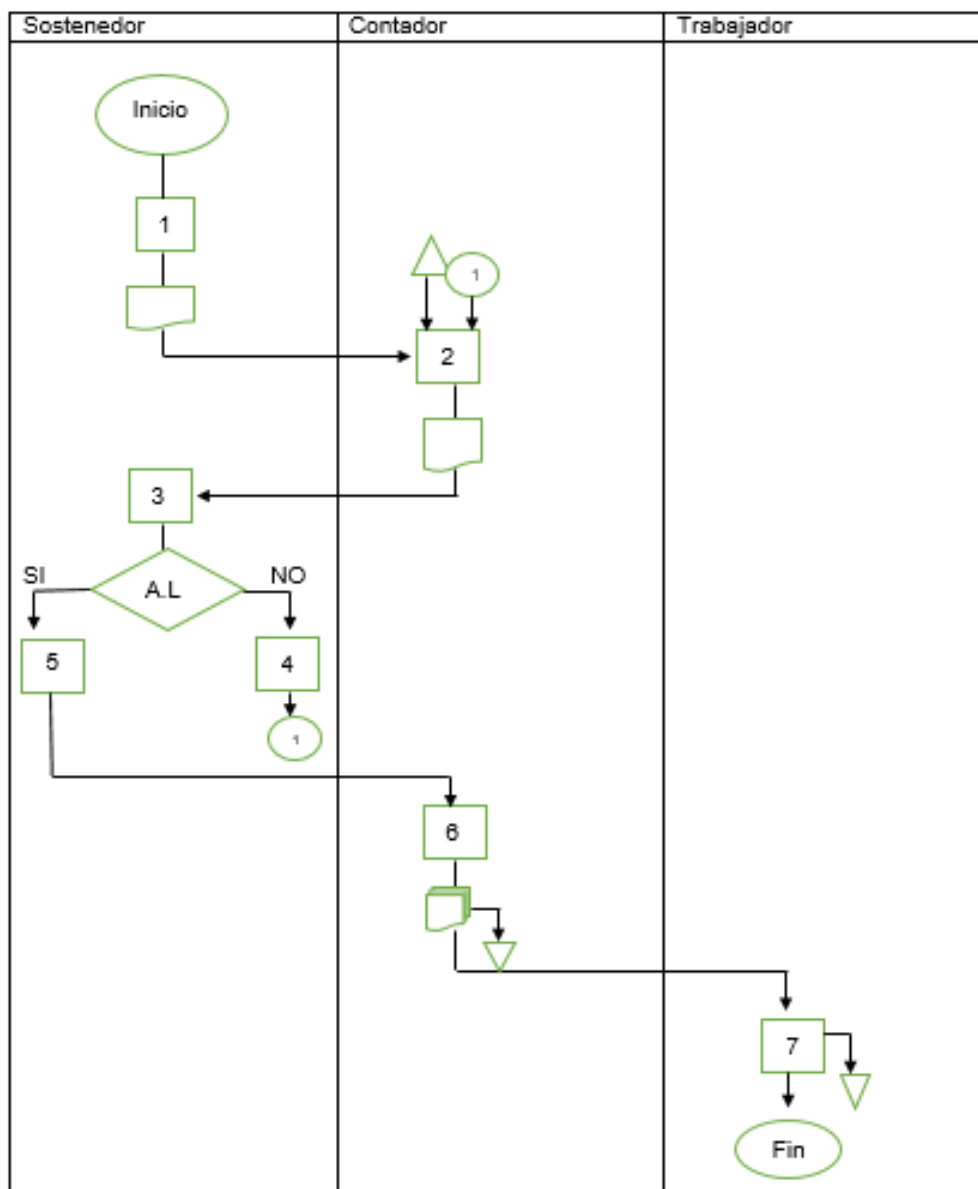 Sostenedor
Contador
Trabajador
Inicio
1
1
2
3
SI
A.L
NO
5
4
1
6
7
Fin